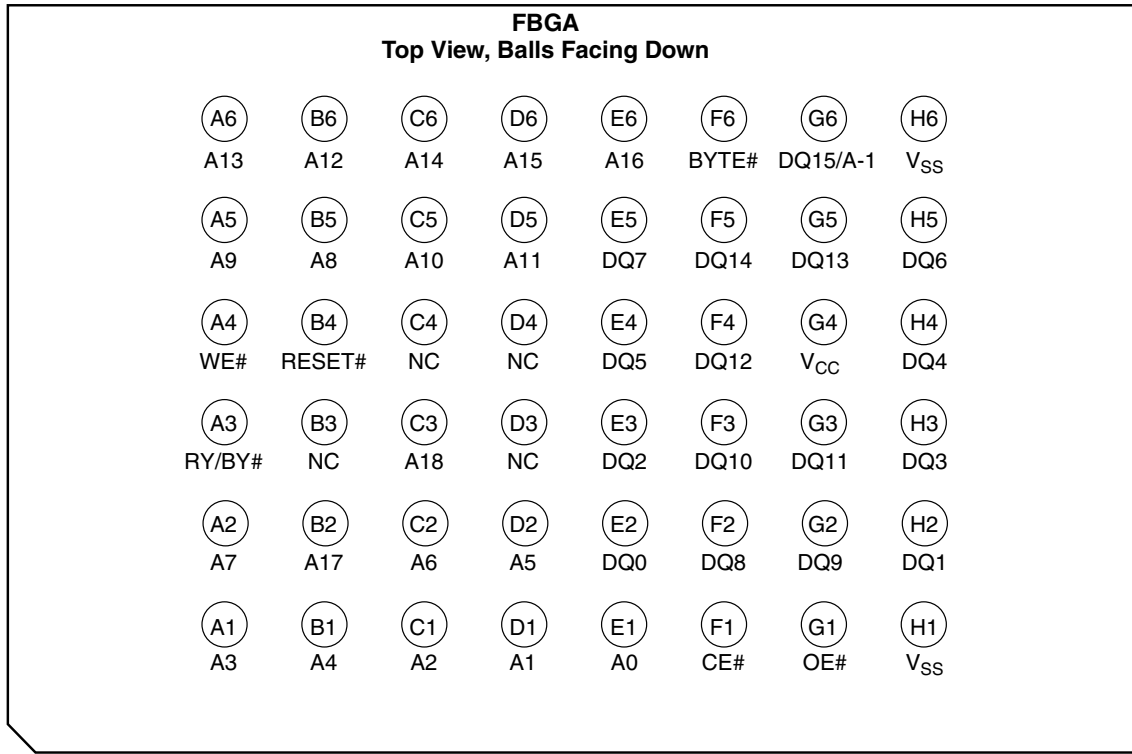 FBGA
Top View, Balls Facing Down
A6 B6 C6 D6 E6 F6 G6 H6
A13 A12 A14 A15 A16 BYTE# DQ15/A-1 VSS
A5 B5 C5 D5 E5 F5 G5 H5
A9 A8 A10 A11 DQ7 DQ14 DQ13 DQ6
A4 B4 C4 D4 E4 F4 G4 H4
WE# RESET# NC NC DQ5 DQ12 VCC DQ4
A3 B3 C3 D3 E3 F3 G3 H3
RY/BY# NC A18 NC DQ2 DQ10 DQ11 DQ3
A2 B2 C2 D2 E2 F2 G2 H2
A7 A17 A6 A5 DQ0 DQ8 DQ9 DQ1
A1 B1 C1 D1 E1 F1 G1 H1
A3 A4 A2 A1 A0 CE# OE# VSS